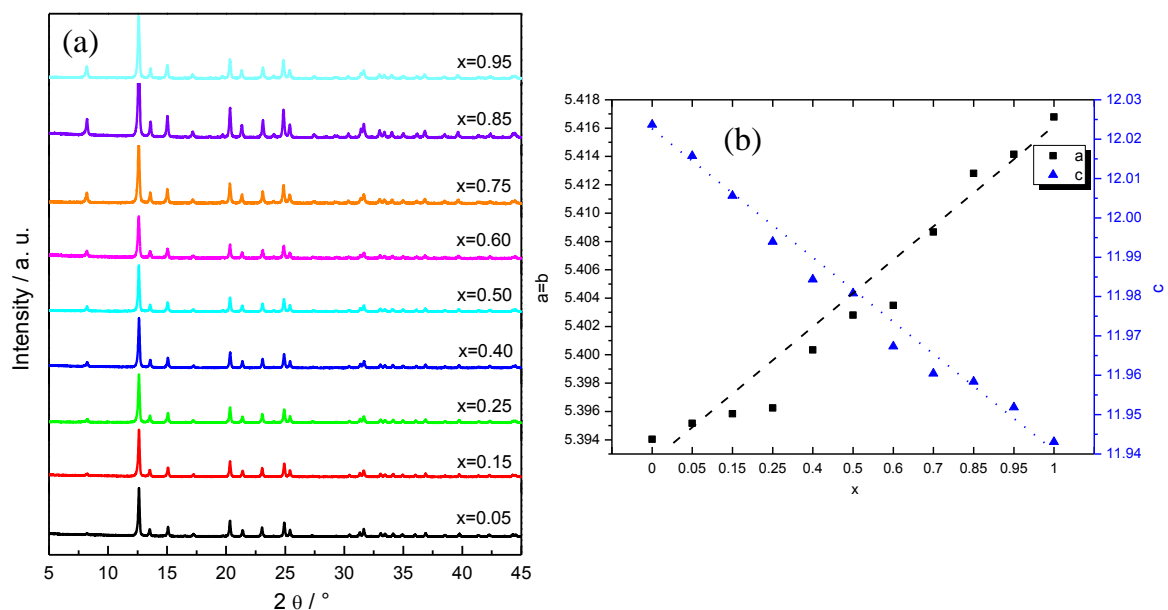 (a)
x=0.95
x=0.85
x=0.75
x=0.60
x=0.50
x=0.40
x=0.25
x=0.15
x=0.05
Intensity / a. u.
5 10 15 20 25 30 35 40 45
2 θ / °
(b)
5.418
5.416
5.414
5.412
5.410
5.408
5.406
5.404
5.402
5.400
5.398
5.396
5.394
a=b
12.03
12.02
12.01
12.00
11.99
11.98
11.97
11.96
11.95
11.94
c
a
c
0 0.05 0.15 0.25 0.4 0.5 0.6 0.7 0.85 0.95 1
x